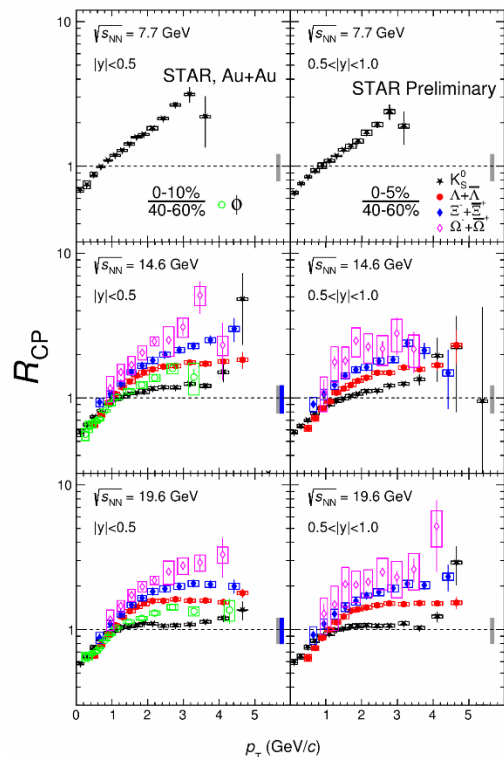 √sNN = 7.7 GeV
|y|<0.5
STAR, Au+Au
0-10%
40-60%
ϕ
√sNN = 7.7 GeV
0.5<|y|<1.0
STAR Preliminary
0-5%
40-60%
K⁰S
Λ+Λ̅
Ξ⁻+Ξ̅⁺
Ω⁻+Ω̅⁺
10
1
√sNN = 14.6 GeV
|y|<0.5
√sNN = 14.6 GeV
0.5<|y|<1.0
10
1
RCP
√sNN = 19.6 GeV
|y|<0.5
√sNN = 19.6 GeV
0.5<|y|<1.0
10
1
0 1 2 3 4 5
1 2 3 4 5 6
pT (GeV/c)
pT (GeV/c)